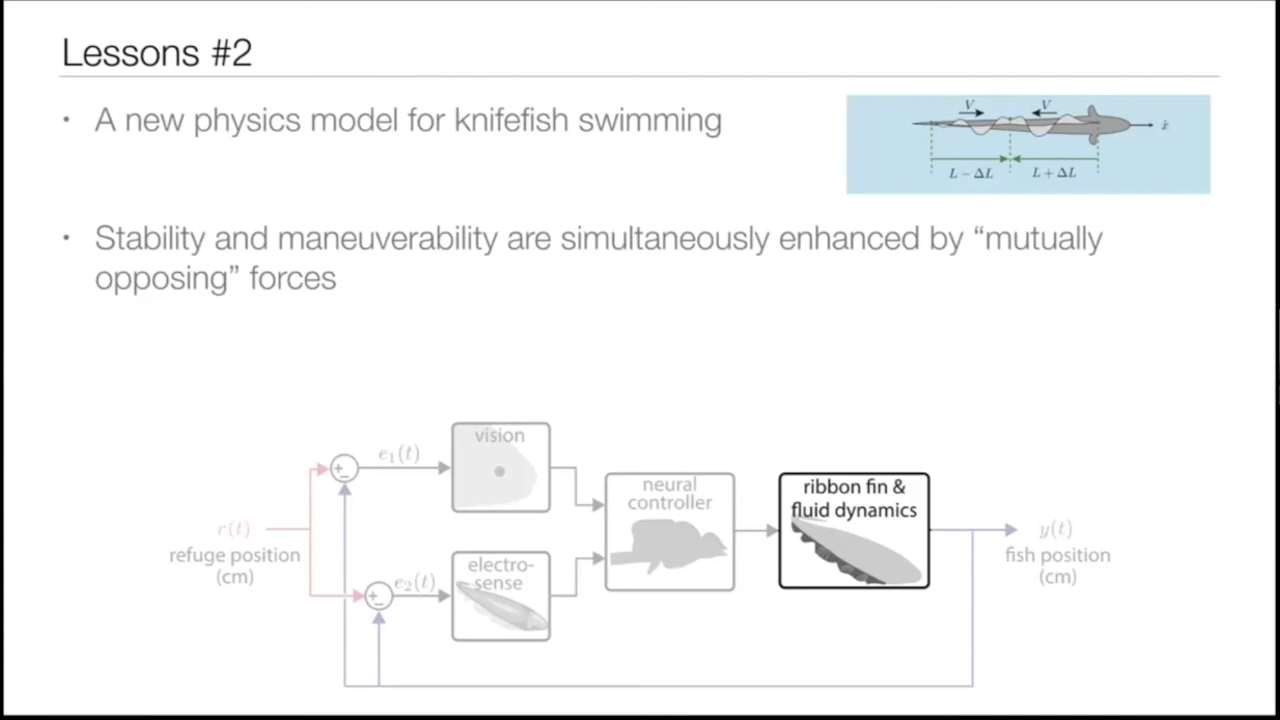 Lessons #2
• A new physics model for knifefish swimming
V V
ẋ
L − ΔL L + ΔL
• Stability and maneuverability are simultaneously enhanced by “mutually
opposing” forces
vision
e₁(t)
+
−
neural
controller
ribbon fin &
fluid dynamics
r(t)
refuge position
(cm)
y(t)
fish position
(cm)
electro-
sense
e₂(t)
+
−